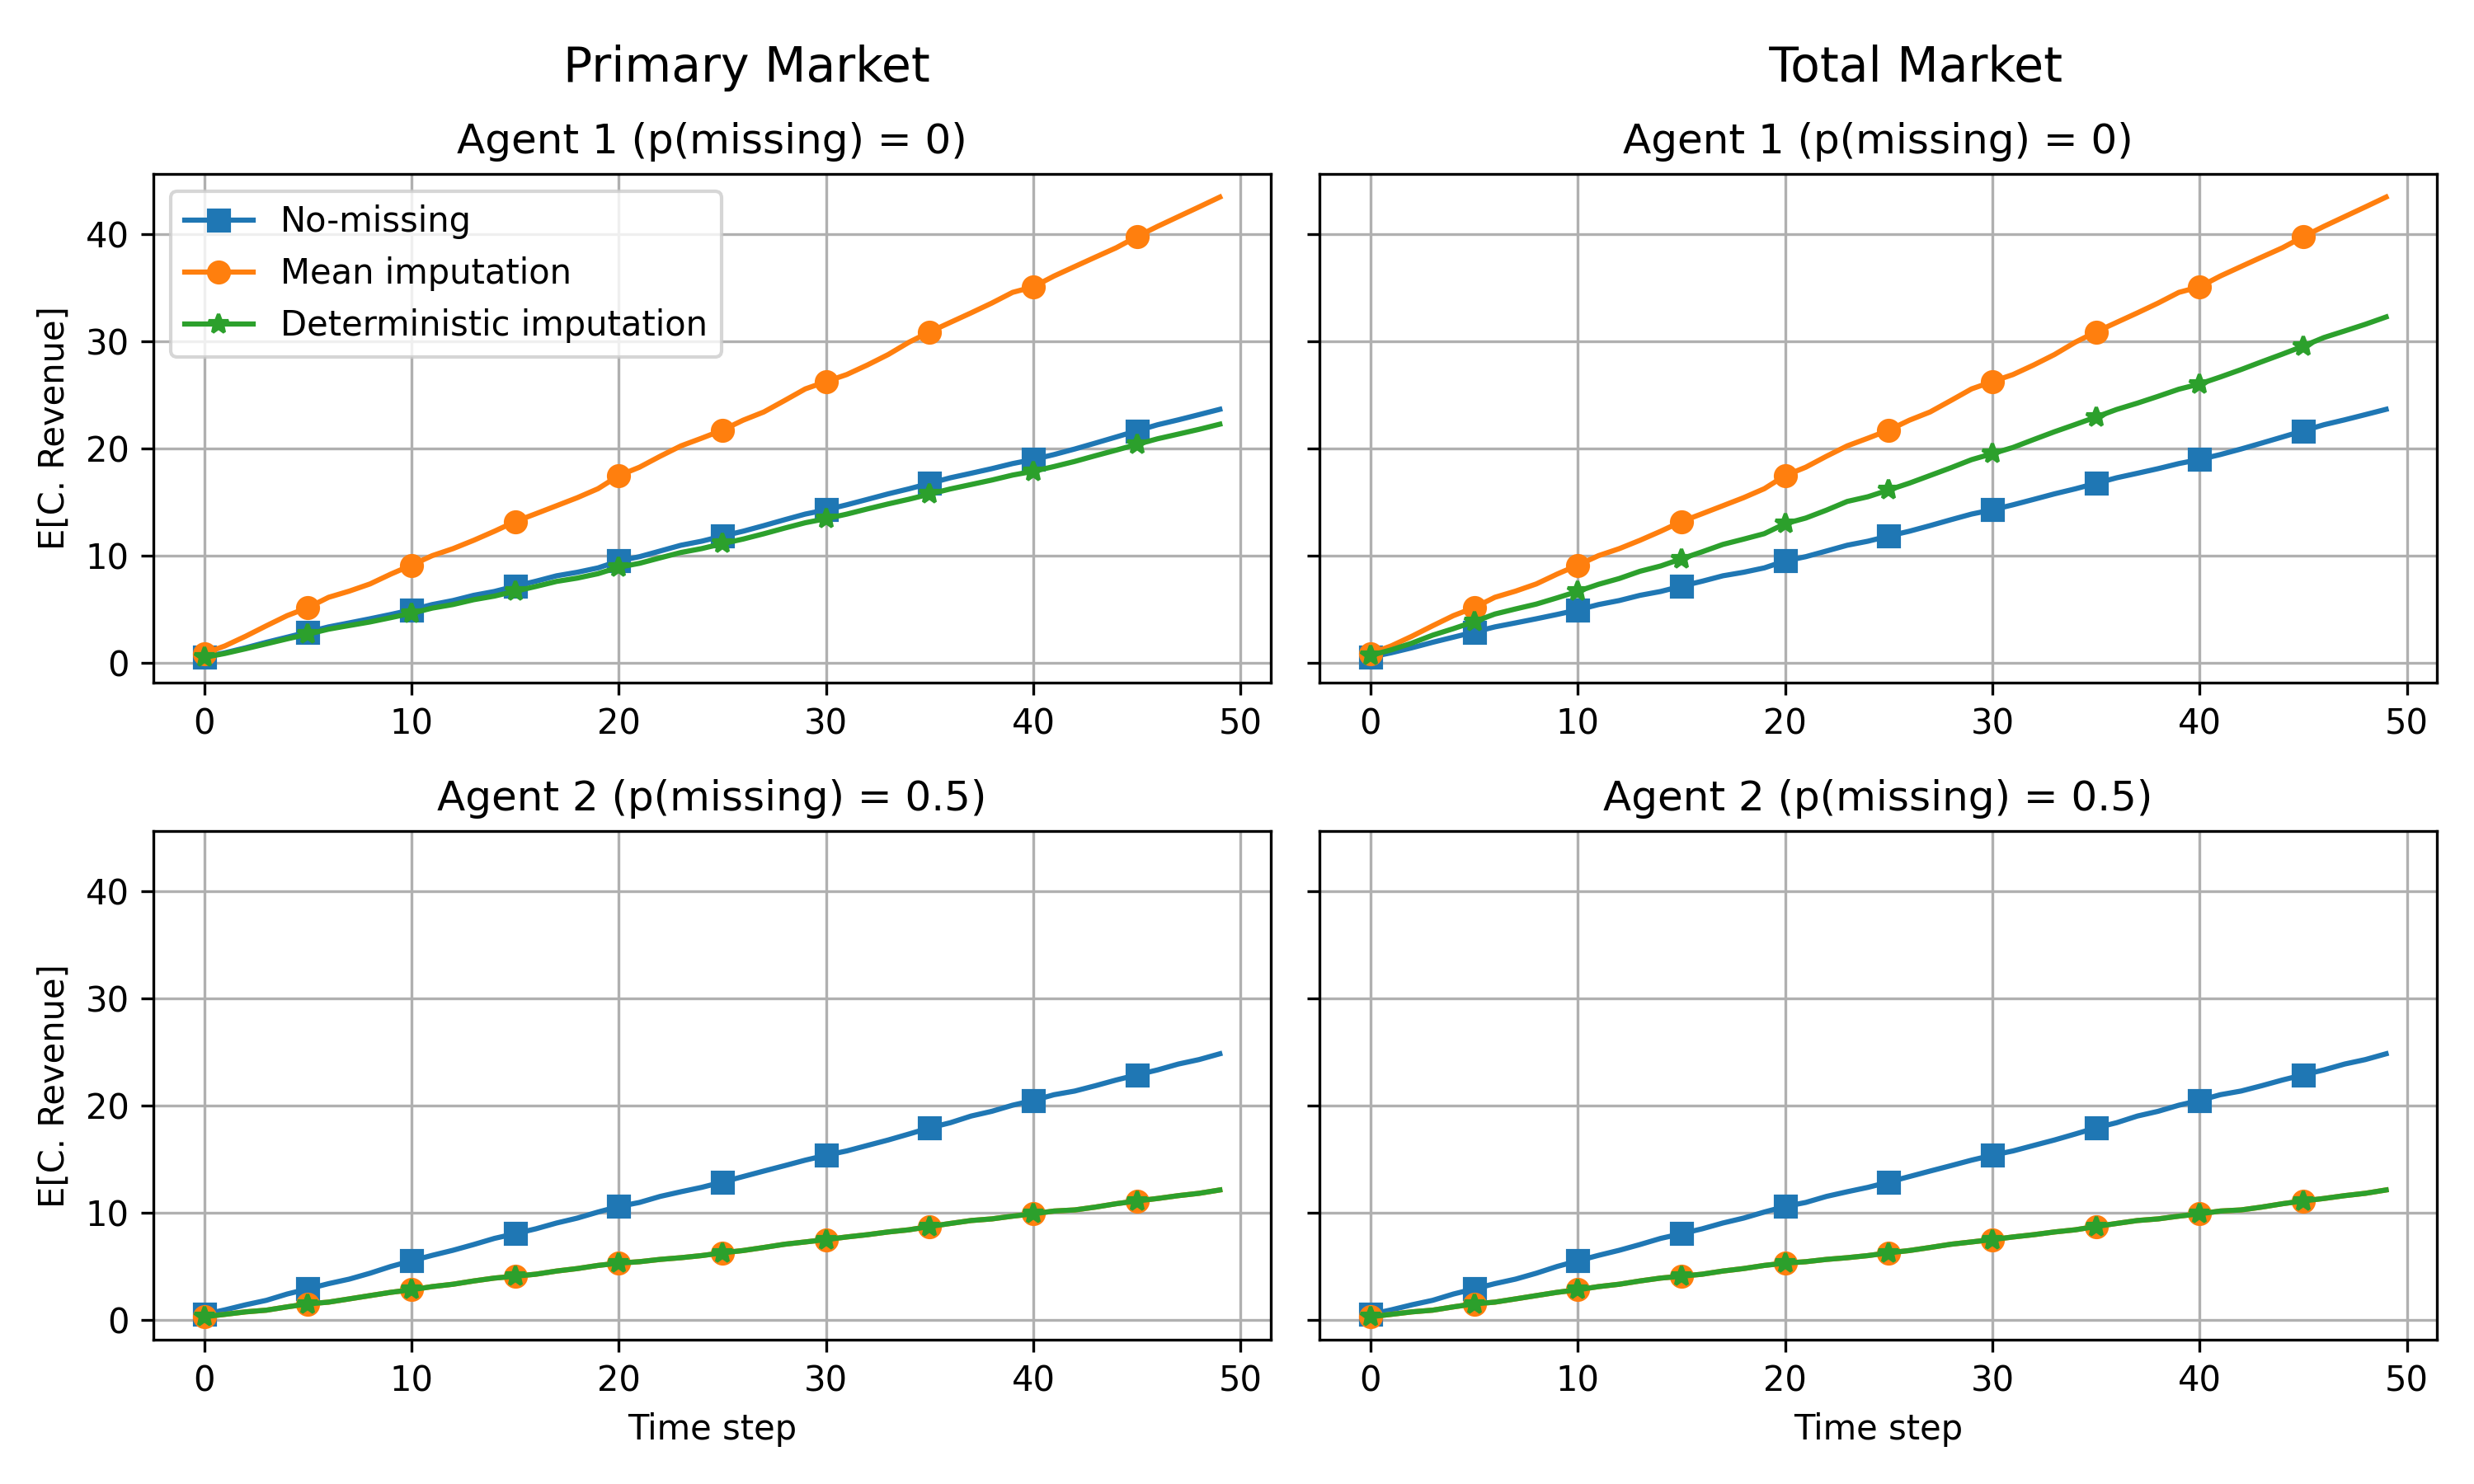 Primary Market
Total Market
Agent 1 (p(missing) = 0)
Agent 1 (p(missing) = 0)
No-missing
Mean imputation
Deterministic imputation
E[C. Revenue]
40
30
20
10
0
0 10 20 30 40 50
0 10 20 30 40 50
Agent 2 (p(missing) = 0.5)
Agent 2 (p(missing) = 0.5)
E[C. Revenue]
40
30
20
10
0
0 10 20 30 40 50
0 10 20 30 40 50
Time step
Time step